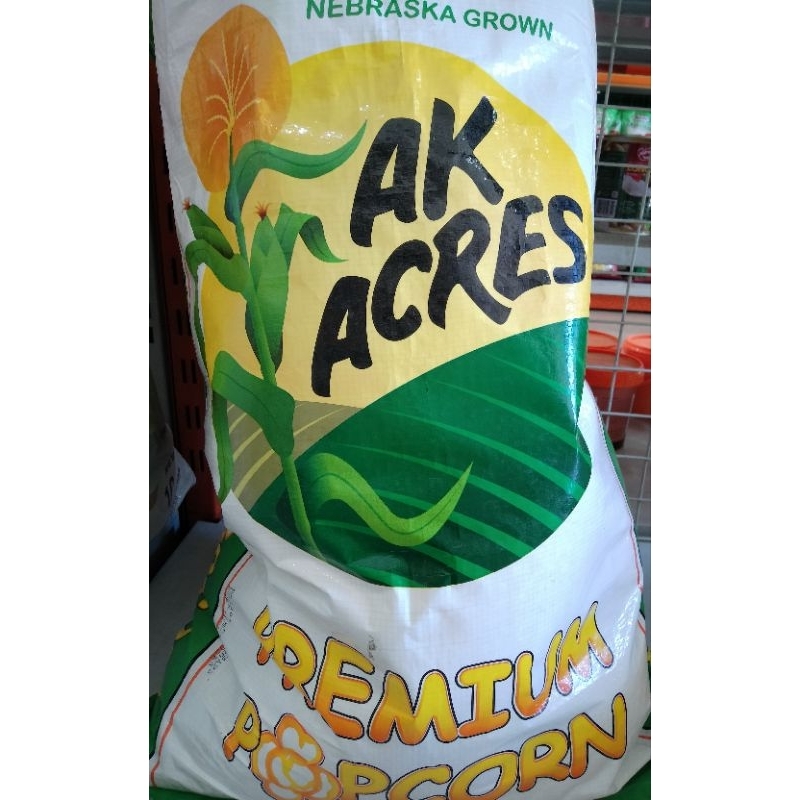 NEBRASKA GROWN
AK
ACRES
PREMIUM
POPCORN